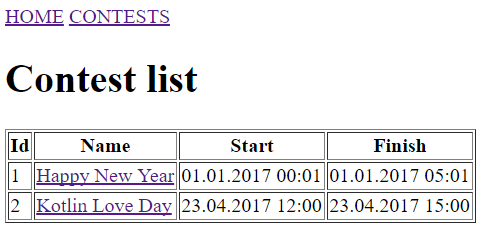 HOME CONTESTS
Contest list
Id Name Start Finish
1 Happy New Year 01.01.2017 00:01 01.01.2017 05:01
2 Kotlin Love Day 23.04.2017 12:00 23.04.2017 15:00